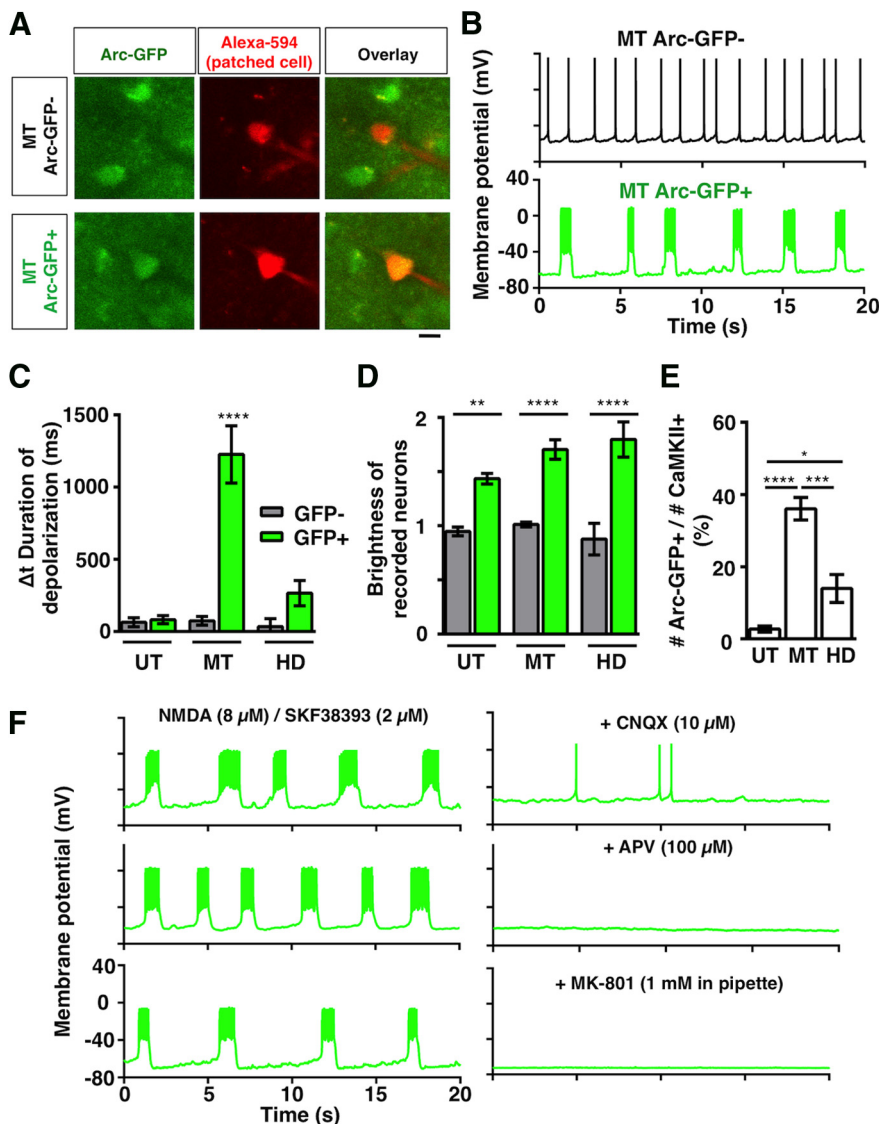 A
Arc-GFP
Alexa-594
(patched cell)
Overlay
MT
Arc-GFP-
MT
Arc-GFP+
B
MT Arc-GFP-
MT Arc-GFP+
Membrane potential (mV)
40
0
-40
-80
0
5
10
15
20
Time (s)
C
Δt Duration of
depolarization (ms)
1500
1000
500
0
****
GFP-
GFP+
UT
MT
HD
D
Brightness of
recorded neurons
2
1
0
**
****
****
UT
MT
HD
E
# Arc-GFP+ / # CaMKII+
(%)
60
40
20
0
*
****
***
UT
MT
HD
F
NMDA (8 μM) / SKF38393 (2 μM)
+ CNQX (10 μM)
+ APV (100 μM)
+ MK-801 (1 mM in pipette)
Membrane potential (mV)
40
0
-40
-80
0
5
10
15
20
Time (s)